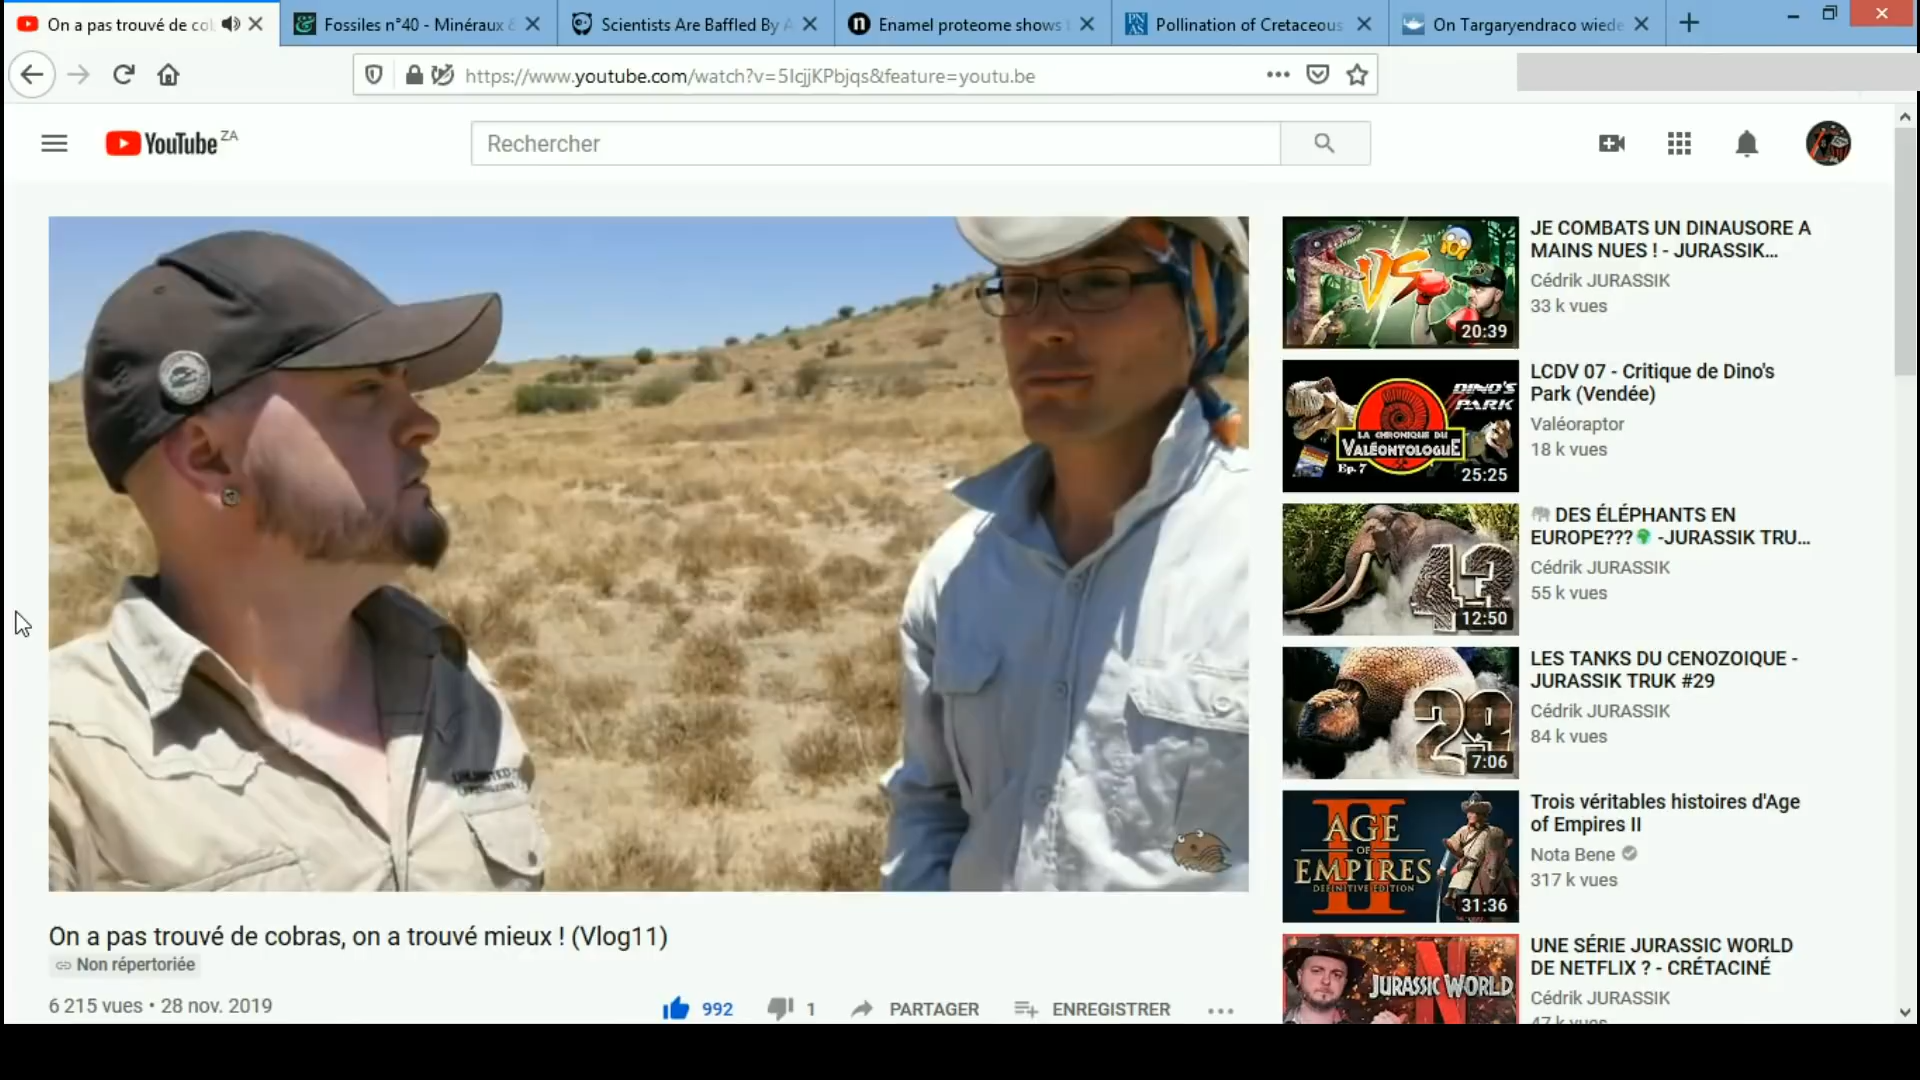 On a pas trouvé de co
Fossiles n°40 - Minéraux
Scientists Are Baffled By
Enamel proteome shows
Pollination of Cretaceous
On Targaryendraco wiede
https://www.youtube.com/watch?v=5IcjjKPbjqs&feature=youtu.be
YouTube ZA
Rechercher
JE COMBATS UN DINAUSORE A
MAINS NUES ! - JURASSIK...
Cédrik JURASSIK
33 k vues
VS
20:39
LCDV 07 - Critique de Dino's
Park (Vendée)
Valéoraptor
18 k vues
DINO'S
PARK
LA CHRONIQUE DU
VALÉONTOLOGUE
Ep. 7
25:25
DES ÉLÉPHANTS EN
EUROPE??? -JURASSIK TRU...
Cédrik JURASSIK
55 k vues
43
12:50
LES TANKS DU CENOZOIQUE -
JURASSIK TRUK #29
Cédrik JURASSIK
84 k vues
29
7:06
Trois véritables histoires d'Age
of Empires II
Nota Bene
317 k vues
II
AGE
OF
EMPIRES
DEFINITIVE EDITION
31:36
UNE SÉRIE JURASSIC WORLD
DE NETFLIX ? - CRÉTACINÉ
Cédrik JURASSIK
47 k vues
JURASSIC WORLD
N
On a pas trouvé de cobras, on a trouvé mieux ! (Vlog11)
Non répertoriée
6 215 vues • 28 nov. 2019
992
1
PARTAGER
ENREGISTRER